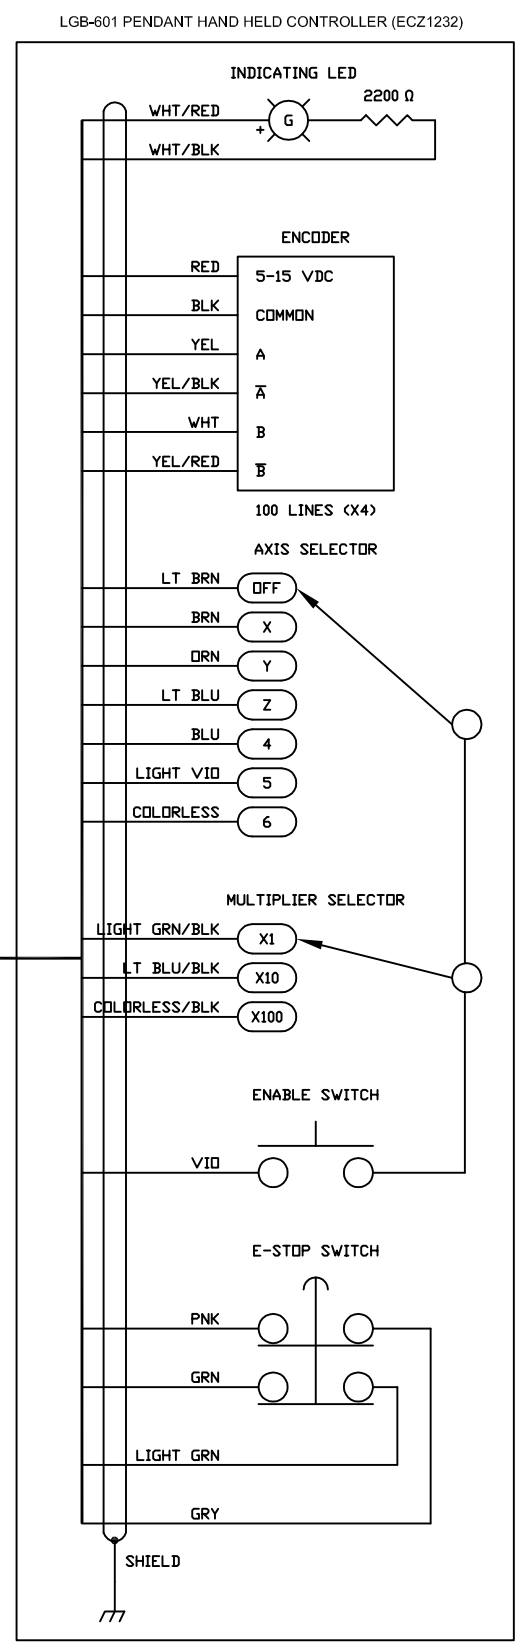 LGB-601 PENDANT HAND HELD CONTROLLER (ECZ1232)
INDICATING LED
2200 Ω
WHT/RED
G
+
WHT/BLK
ENCODER
RED
5-15 VDC
BLK
COMMON
YEL
A
YEL/BLK
A̅
WHT
B
YEL/RED
B̅
100 LINES (X4)
AXIS SELECTOR
LT BRN
OFF
BRN
X
ORN
Y
LT BLU
Z
BLU
4
LIGHT VIO
5
COLORLESS
6
MULTIPLIER SELECTOR
LIGHT GRN/BLK
X1
LT BLU/BLK
X10
COLORLESS/BLK
X100
ENABLE SWITCH
VIO
E-STOP SWITCH
PNK
GRN
LIGHT GRN
GRY
SHIELD